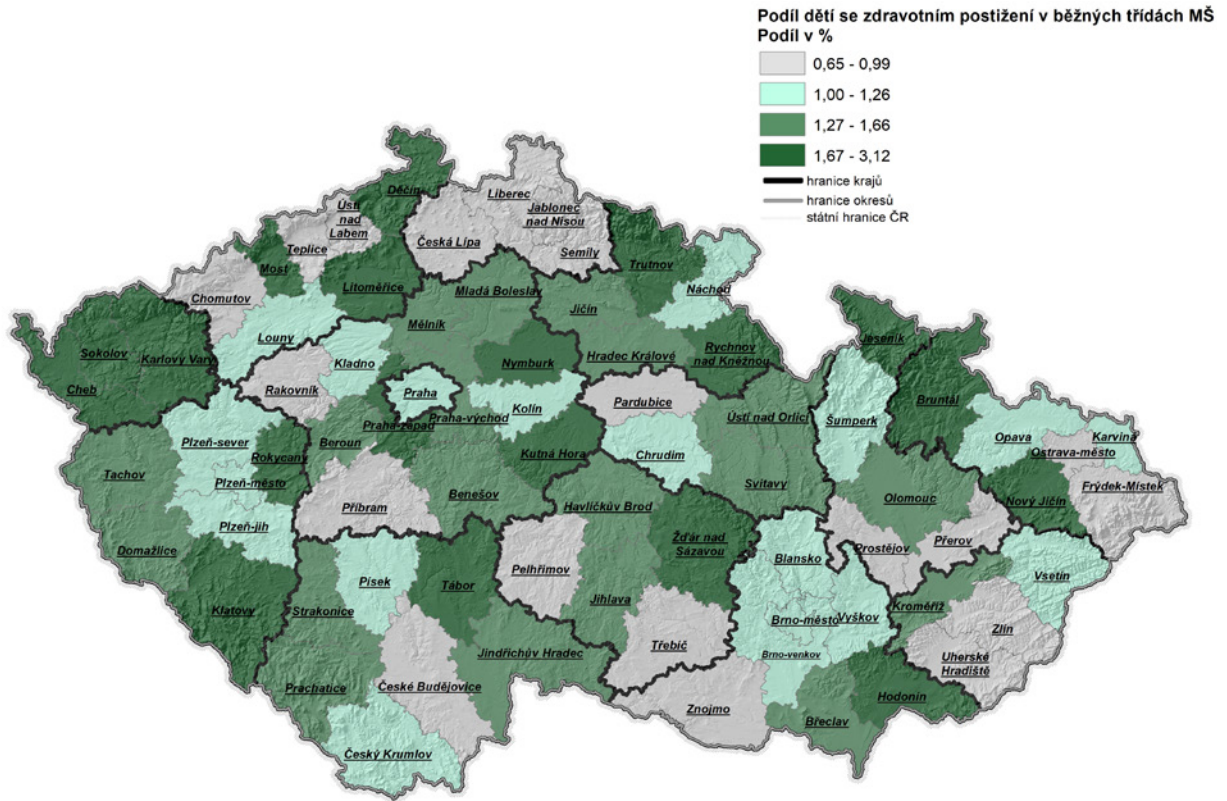 Podíl dětí se zdravotním postižení v běžných třídách MŠ
Podíl v %
0,65 - 0,99
1,00 - 1,26
1,27 - 1,66
1,67 - 3,12
hranice krajů
hranice okresů
státní hranice ČR
Děčín
Liberec
Ústí
nad
Labem
Jablonec
nad Nisou
Teplice
Česká Lípa
Semily
Most
Trutnov
Litoměřice
Mladá Boleslav
Náchod
Chomutov
Jičín
Mělník
Louny
Jeseník
Sokolov
Karlovy Vary
Kladno
Nymburk
Hradec Králové
Rychnov
nad Kněžnou
Cheb
Rakovník
Praha
Bruntál
Kolín
Pardubice
Ústí nad Orlicí
Šumperk
Praha-východ
Praha-západ
Plzeň-sever
Beroun
Opava
Karviná
Ostrava-město
Rokycany
Kutná Hora
Chrudim
Tachov
Plzeň-město
Svitavy
Frýdek-Místek
Benešov
Olomouc
Nový Jičín
Příbram
Havlíčkův Brod
Plzeň-jih
Žďár nad
Sázavou
Domažlice
Prostějov
Přerov
Blansko
Pelhřimov
Písek
Tábor
Vsetín
Klatovy
Strakonice
Jihlava
Kroměříž
Brno-město
Vyškov
Zlín
Třebíč
Jindřichův Hradec
Brno-venkov
Uherské
Hradiště
Prachatice
České Budějovice
Hodonín
Znojmo
Břeclav
Český Krumlov